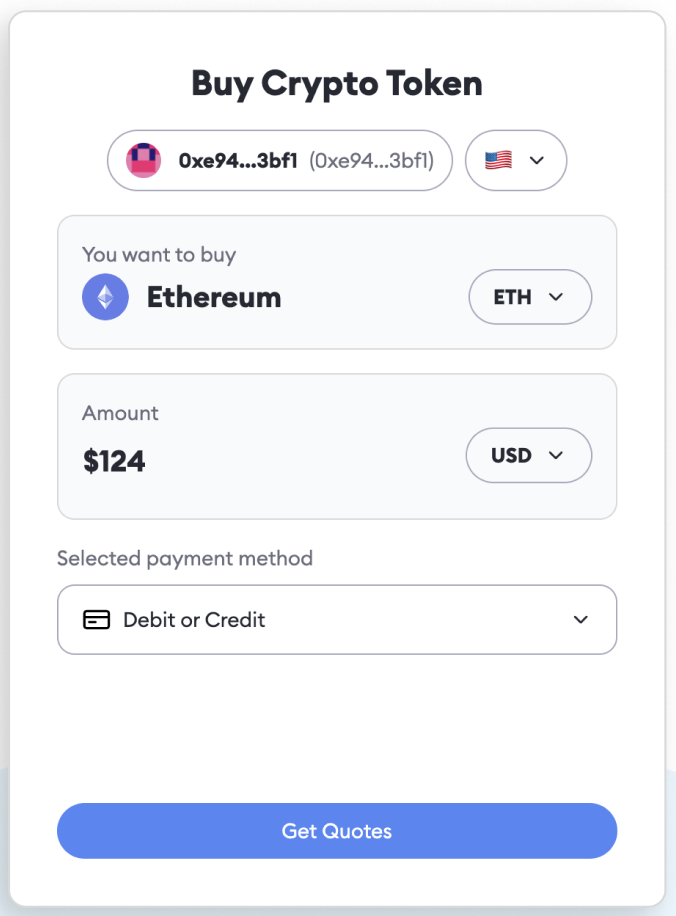 Buy Crypto Token
0xe94...3bf1 (0xe94...3bf1)
You want to buy
Ethereum
ETH
Amount
$124
USD
Selected payment method
Debit or Credit
Get Quotes